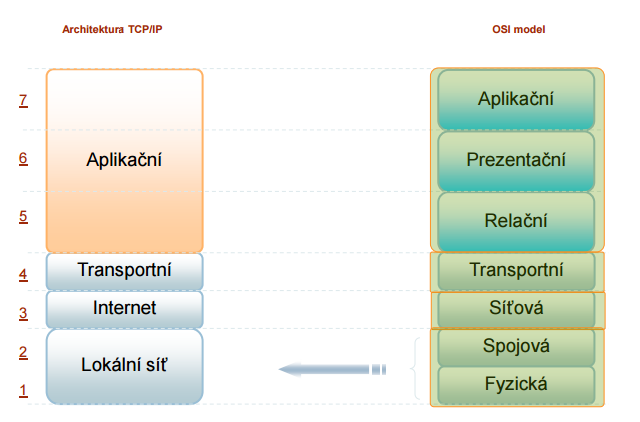 Architektura TCP/IP
OSI model
7
6
5
4
3
2
1
Aplikační
Transportní
Internet
Lokální síť
Aplikační
Prezentační
Relační
Transportní
Síťová
Spojová
Fyzická